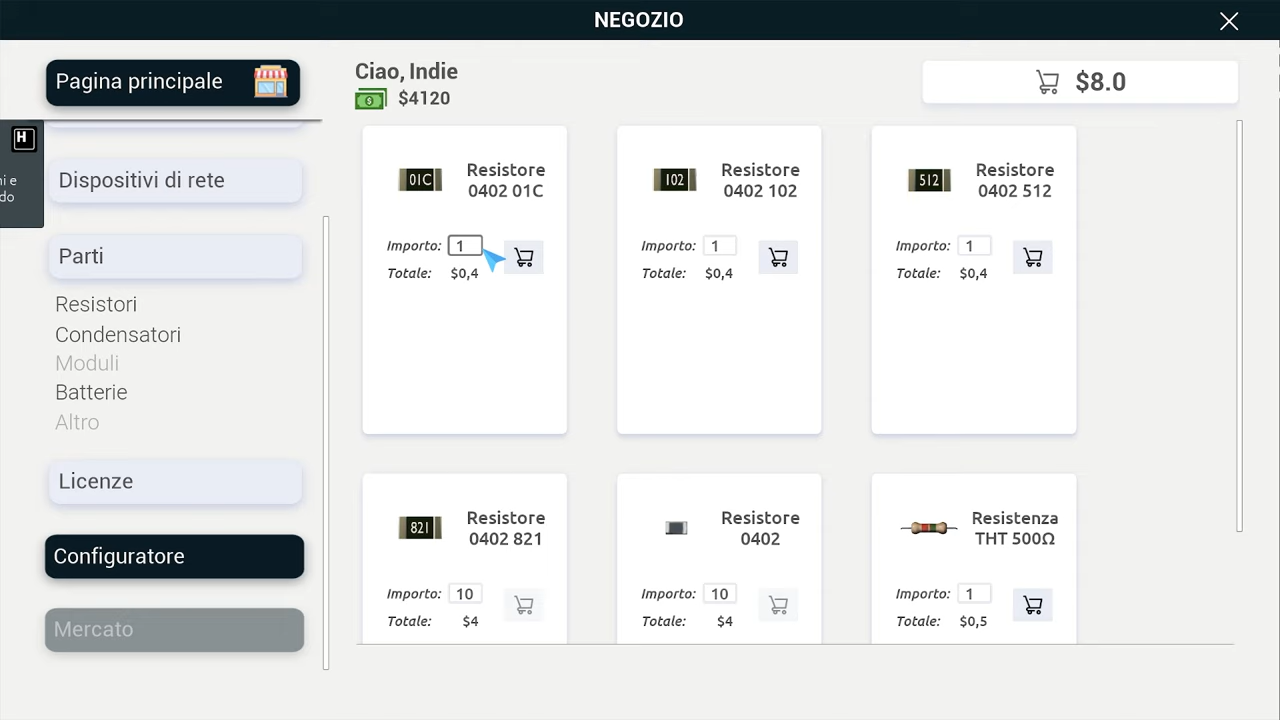 NEGOZIO
Pagina principale
Ciao, Indie
$4120
$8.0
H
ni e
do
Dispositivi di rete
Parti
Resistori
Condensatori
Moduli
Batterie
Altro
Licenze
Configuratore
Mercato
01C
Resistore
0402 01C
Importo: 1
Totale: $0,4
102
Resistore
0402 102
Importo: 1
Totale: $0,4
512
Resistore
0402 512
Importo: 1
Totale: $0,4
821
Resistore
0402 821
Importo: 10
Totale: $4
Resistore
0402
Importo: 10
Totale: $4
Resistenza
THT 500Ω
Importo: 1
Totale: $0,5